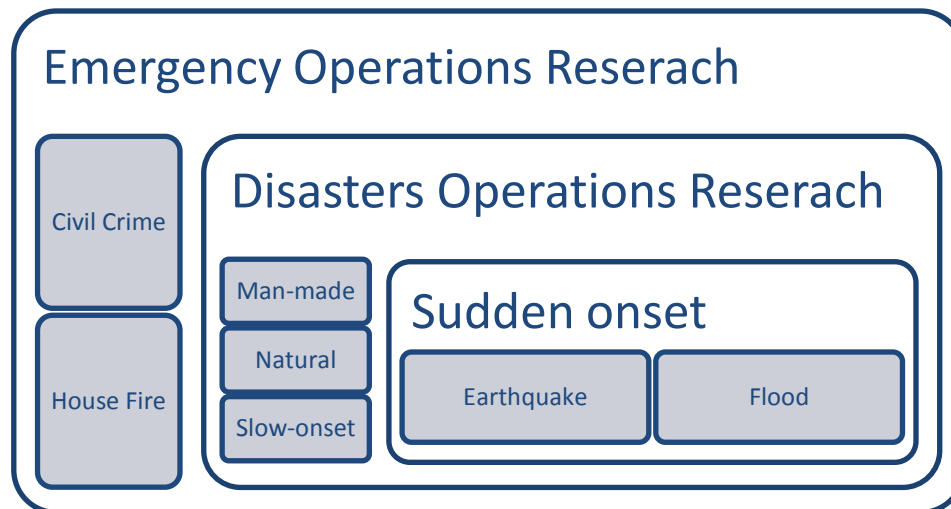 Emergency Operations Reserach
Civil Crime
House Fire
Disasters Operations Reserach
Man-made
Natural
Slow-onset
Sudden onset
Earthquake
Flood